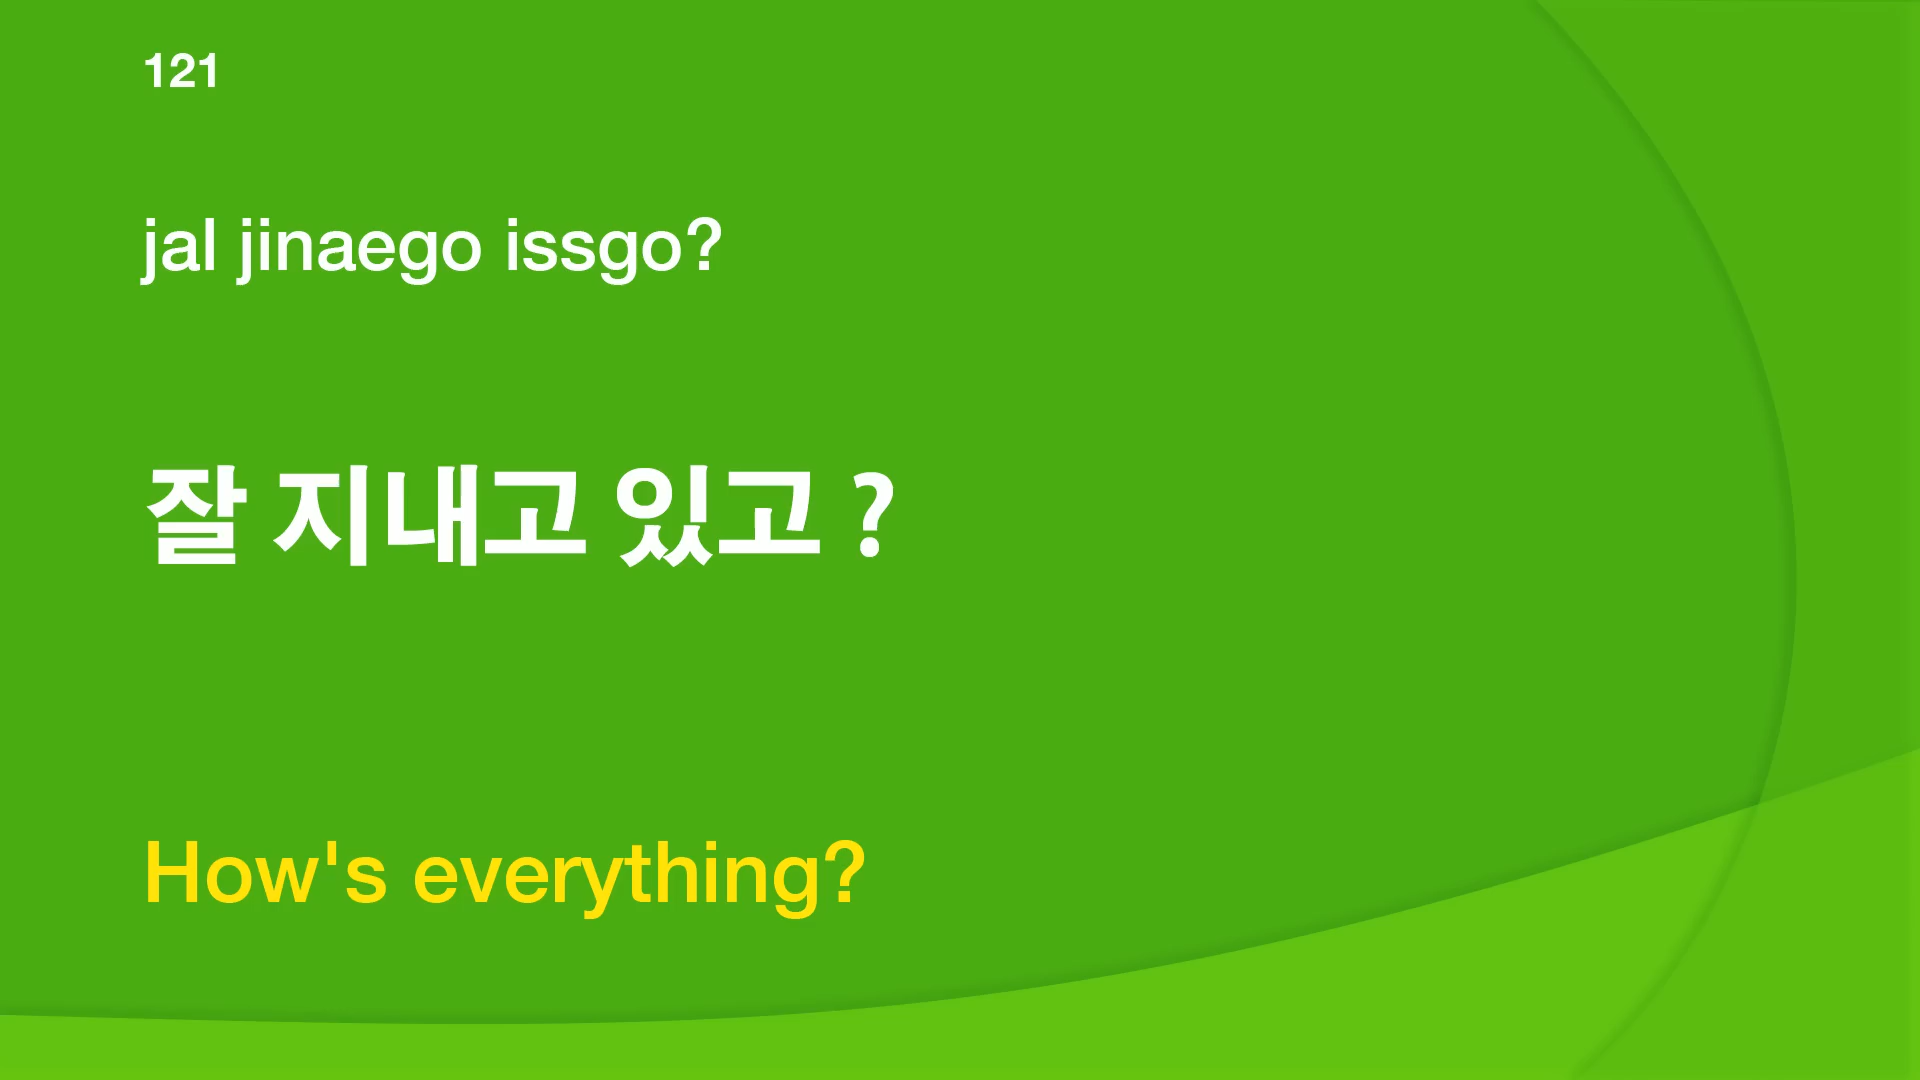 121
jal jinaego issgo?
잘 지내고 있고 ?
How's everything?